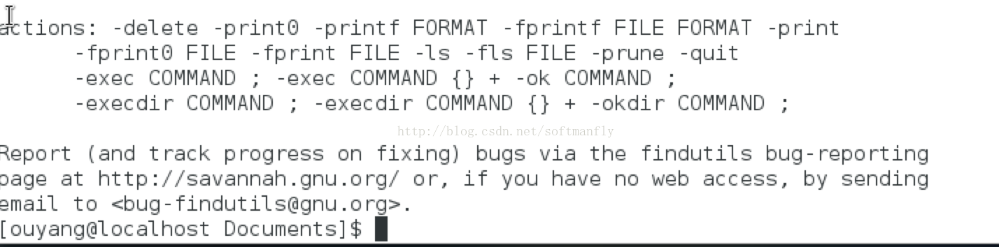 actions: -delete -print0 -printf FORMAT -fprintf FILE FORMAT -print
-fprint0 FILE -fprint FILE -ls -fls FILE -prune -quit
-exec COMMAND ; -exec COMMAND {} + -ok COMMAND ;
-execdir COMMAND ; -execdir COMMAND {} + -okdir COMMAND ;
http://blog.csdn.net/softmanfly
Report (and track progress on fixing) bugs via the findutils bug-reporting
page at http://savannah.gnu.org/ or, if you have no web access, by sending
email to <bug-findutils@gnu.org>.
[ouyang@localhost Documents]$